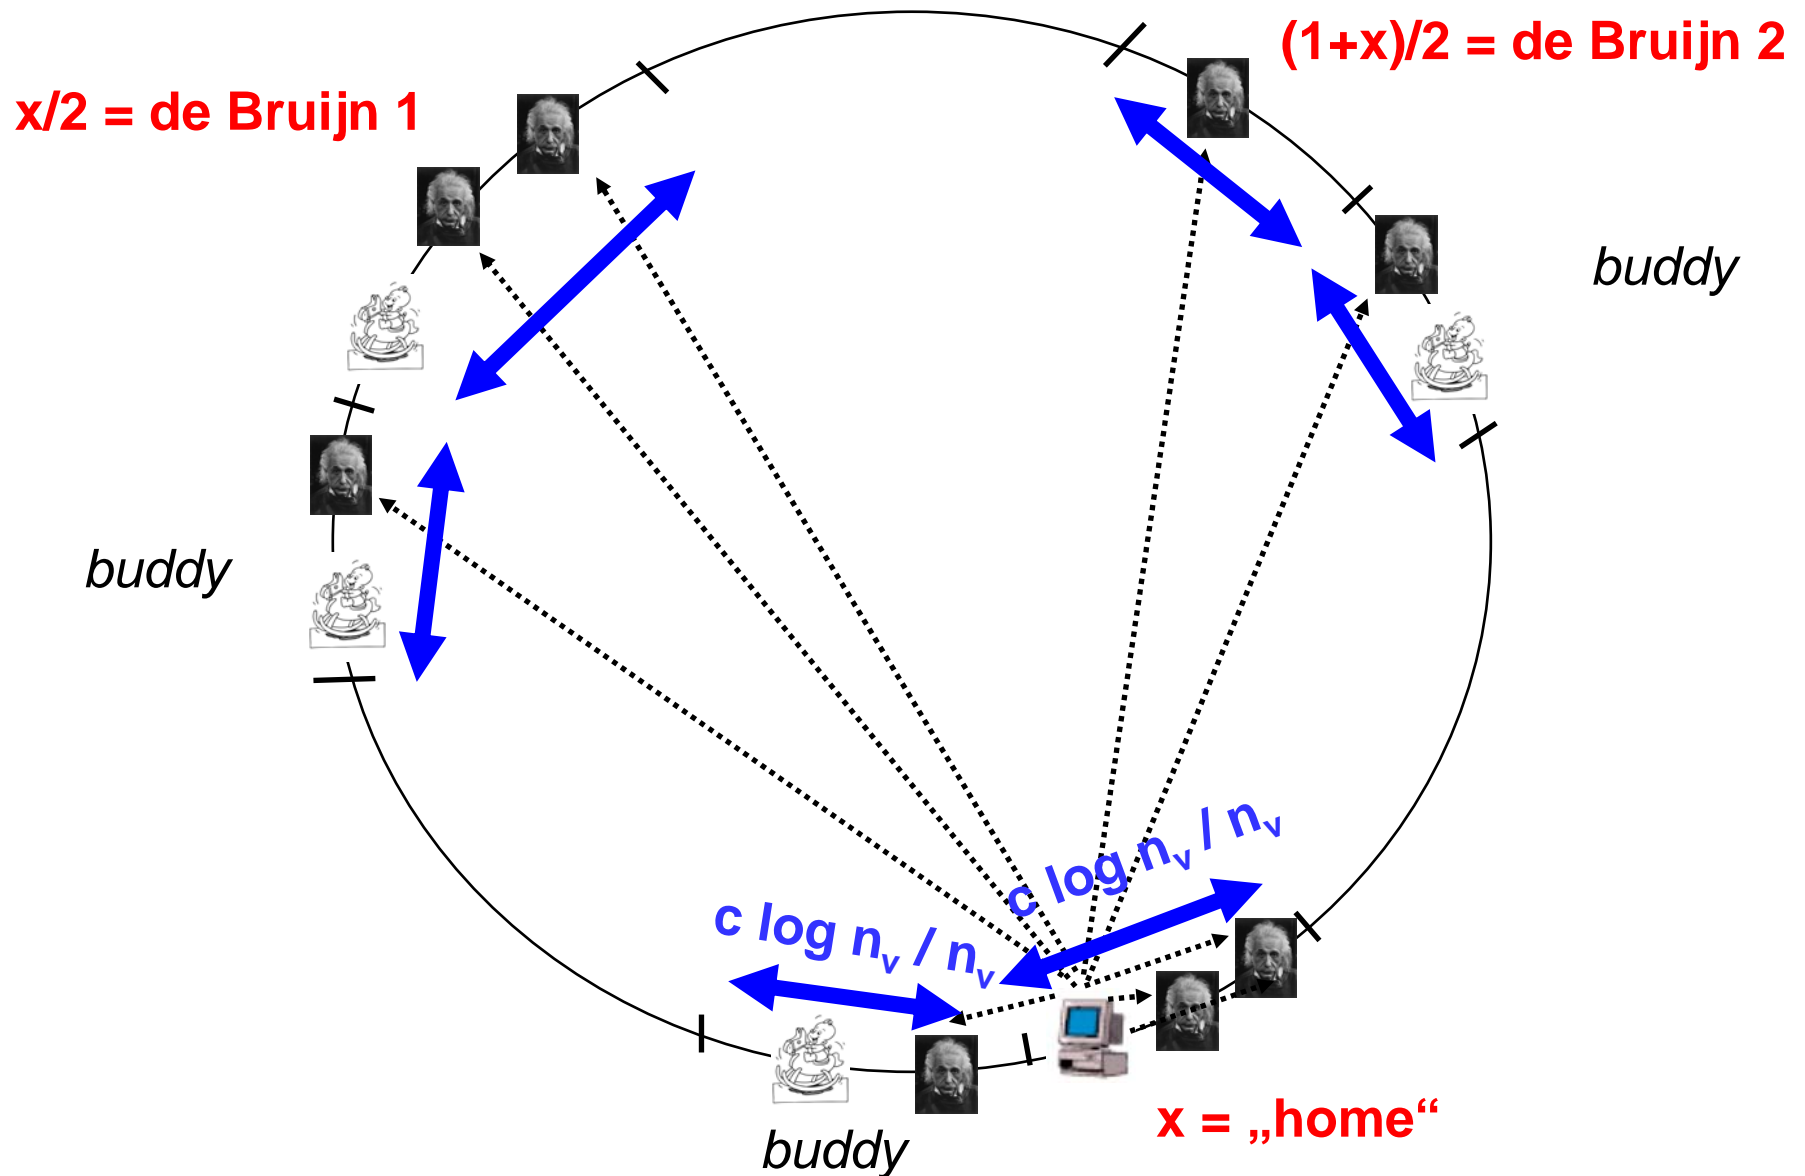 (1+x)/2 = de Bruijn 2
x/2 = de Bruijn 1
buddy
buddy
c log nᵥ / nᵥ
c log nᵥ / nᵥ
x = „home“
buddy